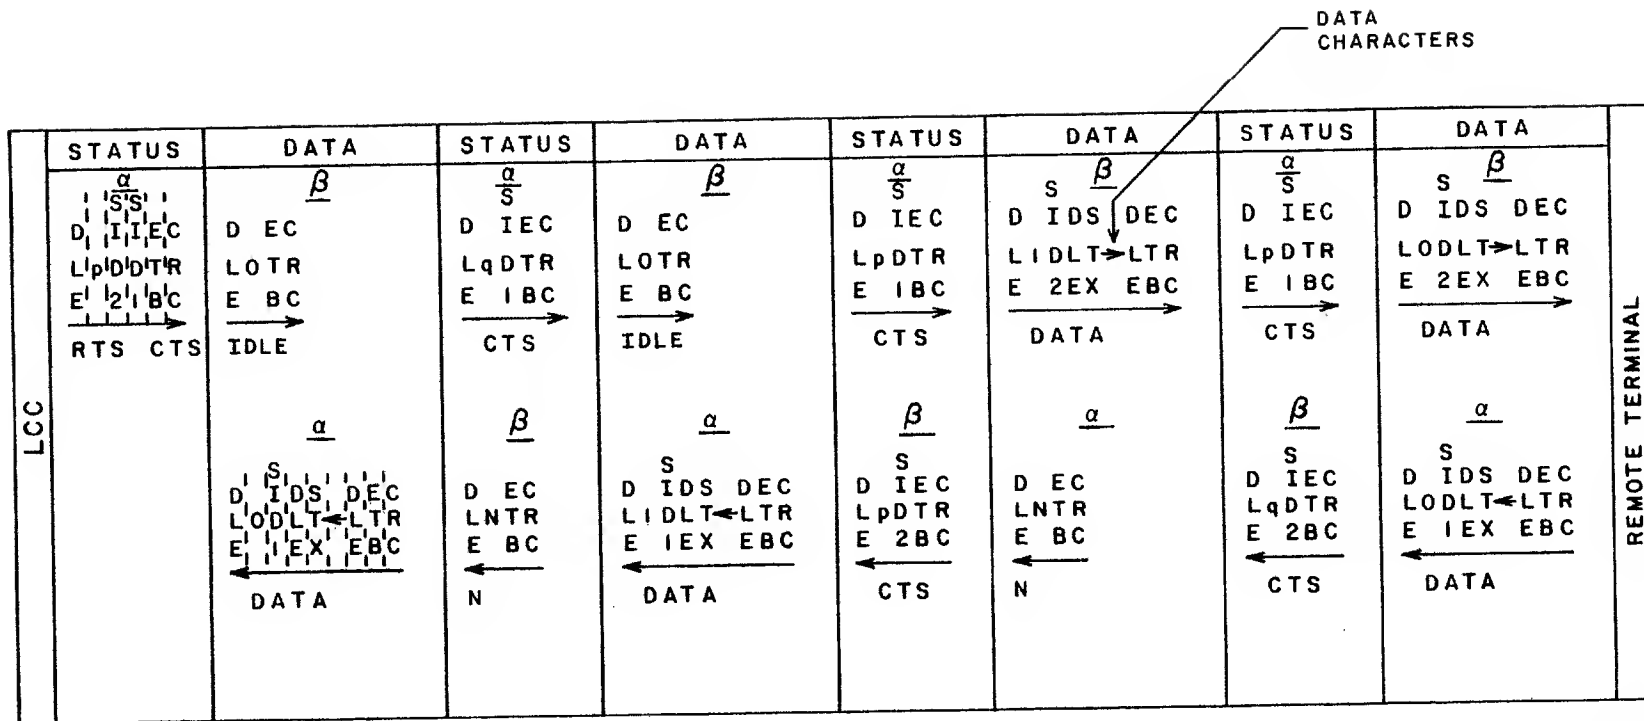 DATA
CHARACTERS
STATUS DATA STATUS DATA STATUS DATA STATUS DATA
α β α β α β α β
S S S S S S S
D I I E C D EC D IEC D EC D IEC D IDS DEC D IEC D IDS DEC
L p D D T R LOTR LqDTR LOTR LpDTR LIDLT→LTR LpDTR LODLT→LTR
E 2 I B C E BC E IBC E BC E IBC E 2EX EBC E IBC E 2EX EBC
RTS CTS IDLE CTS IDLE CTS DATA CTS DATA
LCC
REMOTE TERMINAL
α β α β α β α
S S S S S
D IDS DEC D EC D IDS DEC D IEC D EC D IEC D IDS DEC
LODLT←LTR LNTR LIDLT←LTR LpDTR LNTR LqDTR LODLT←LTR
E IEX EBC E BC E IEX EBC E 2BC E BC E 2BC E IEX EBC
DATA N DATA CTS N CTS DATA